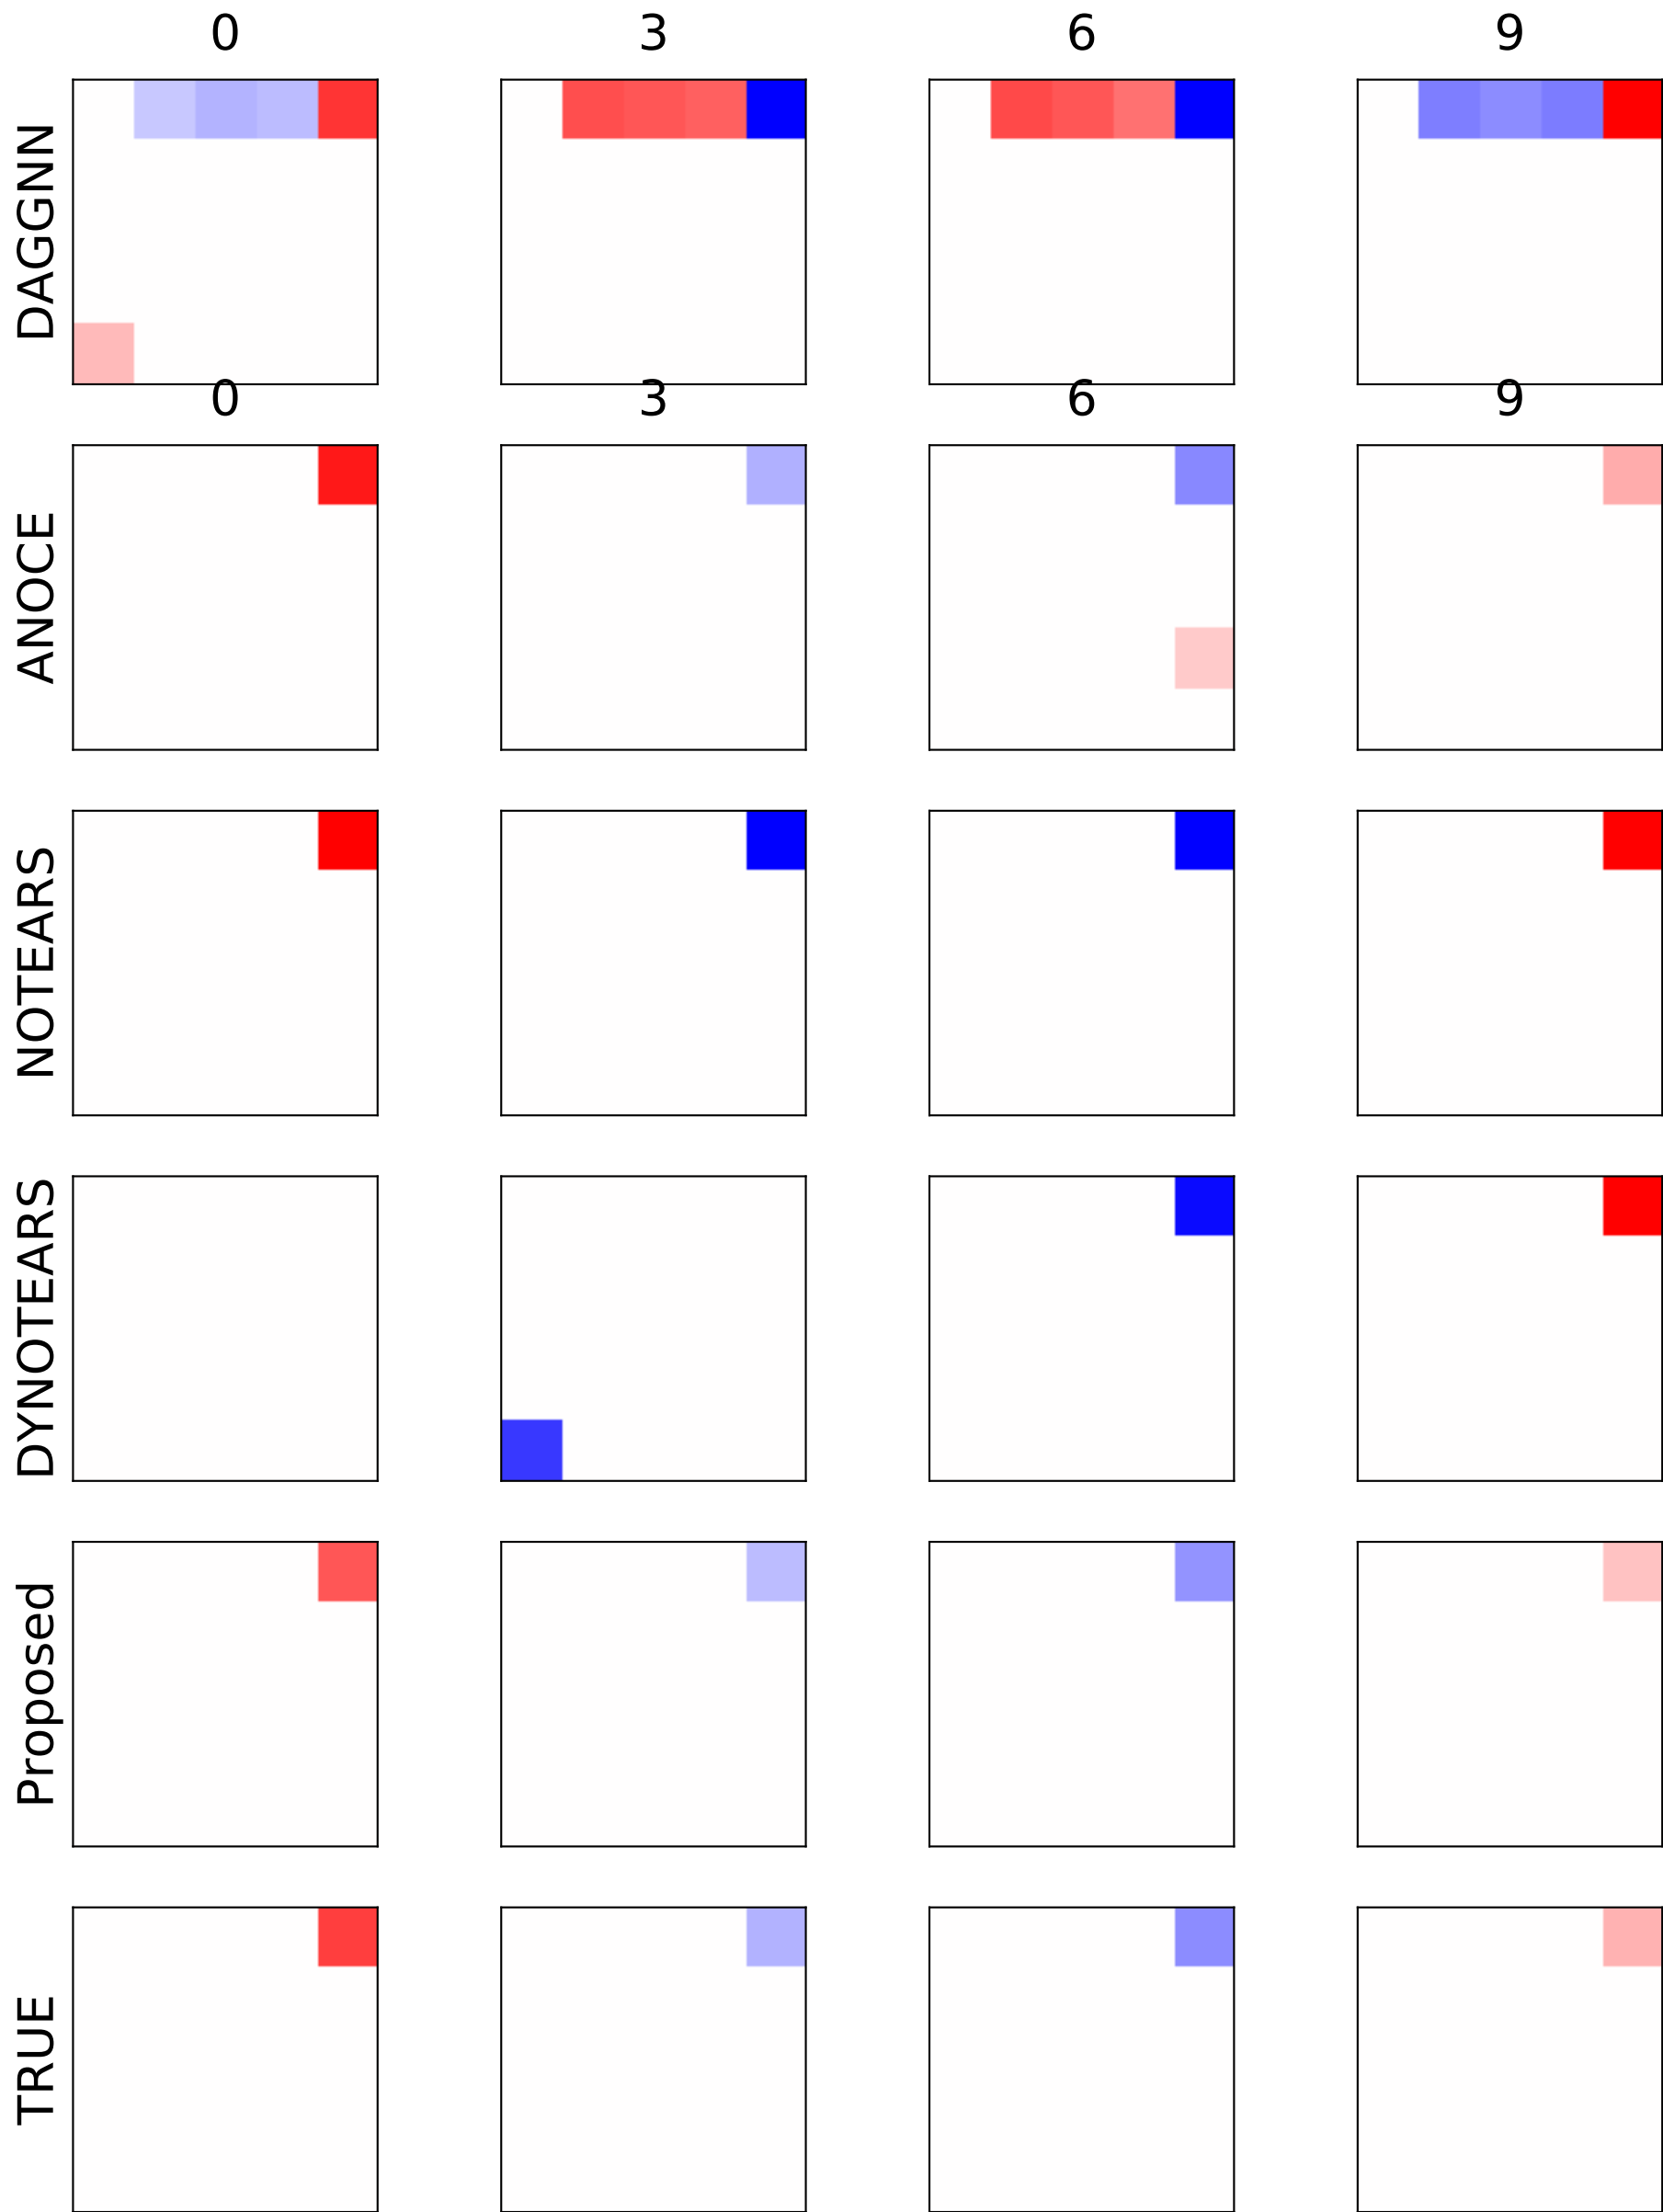 0 3 6 9
DAGGNN
0 3 6 9
ANOCE
NOTEARS
DYNOTEARS
Proposed
TRUE